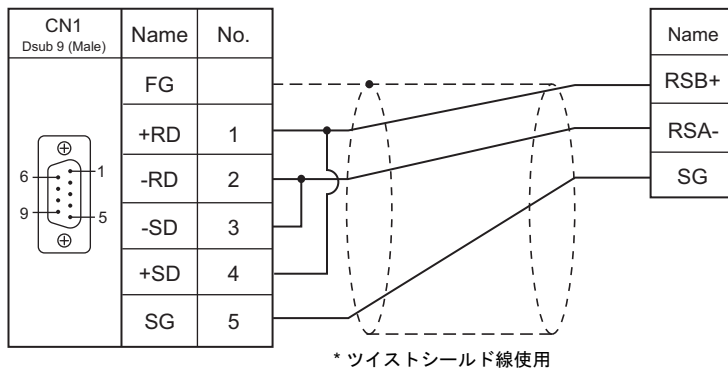 CN1
Dsub 9 (Male)
Name No.
FG
+RD 1
-RD 2
-SD 3
+SD 4
SG 5
6
1
9
5
Name
RSB+
RSA-
SG
* ツイストシールド線使用